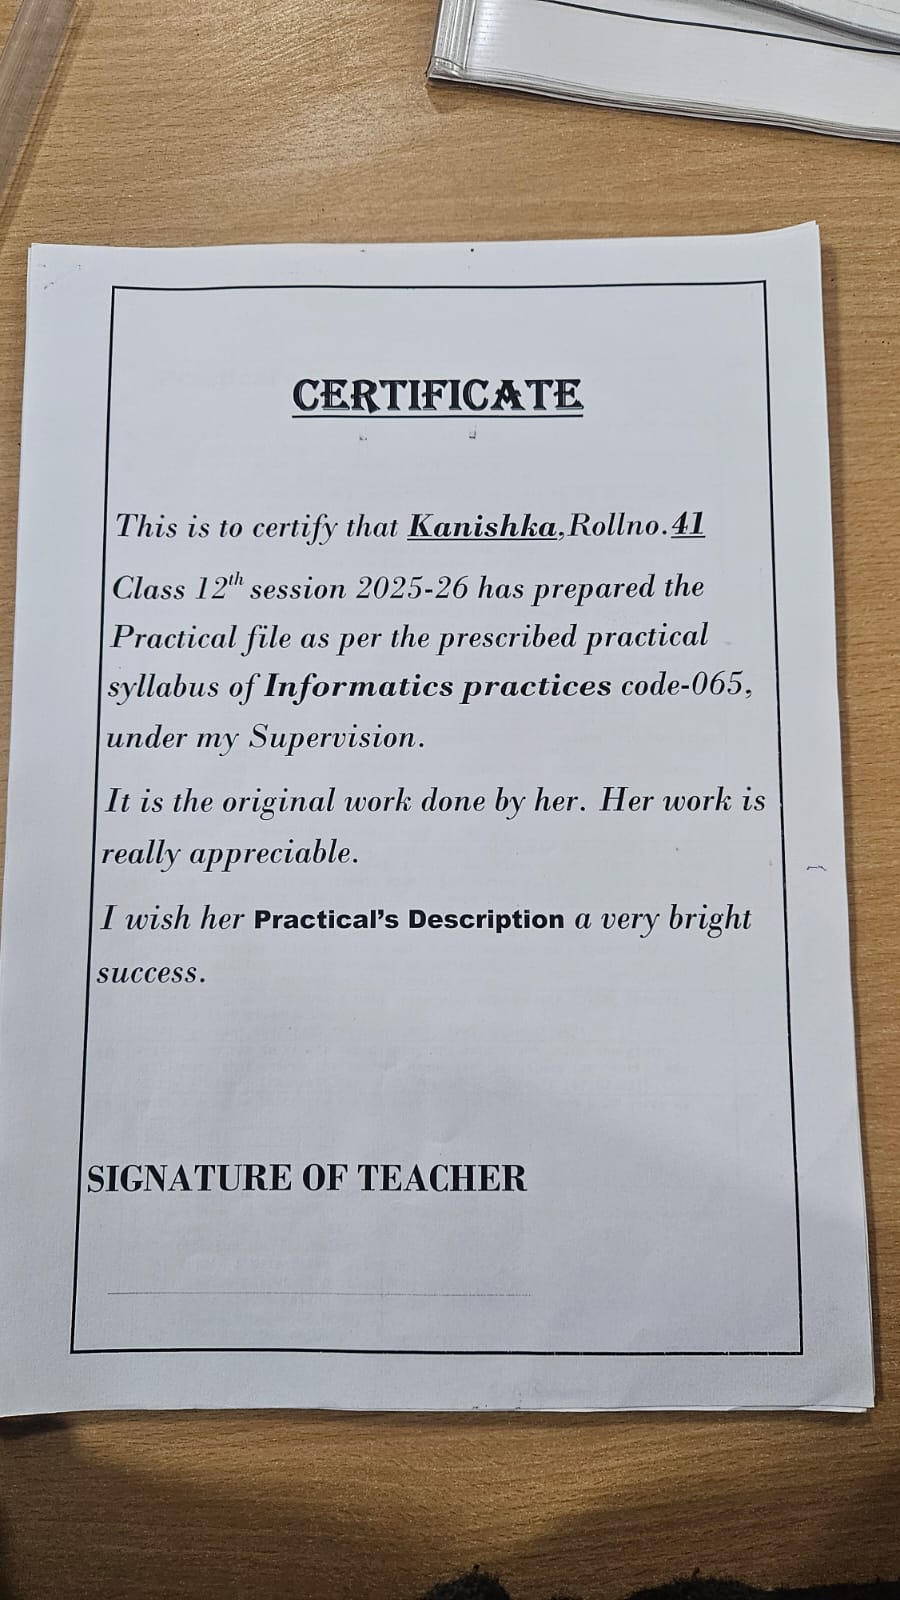 CERTIFICATE
This is to certify that Kanishka,Rollno.41
Class 12th session 2025-26 has prepared the
Practical file as per the prescribed practical
syllabus of Informatics practices code-065,
under my Supervision.
It is the original work done by her. Her work is
really appreciable.
I wish her Practical’s Description a very bright
success.
SIGNATURE OF TEACHER